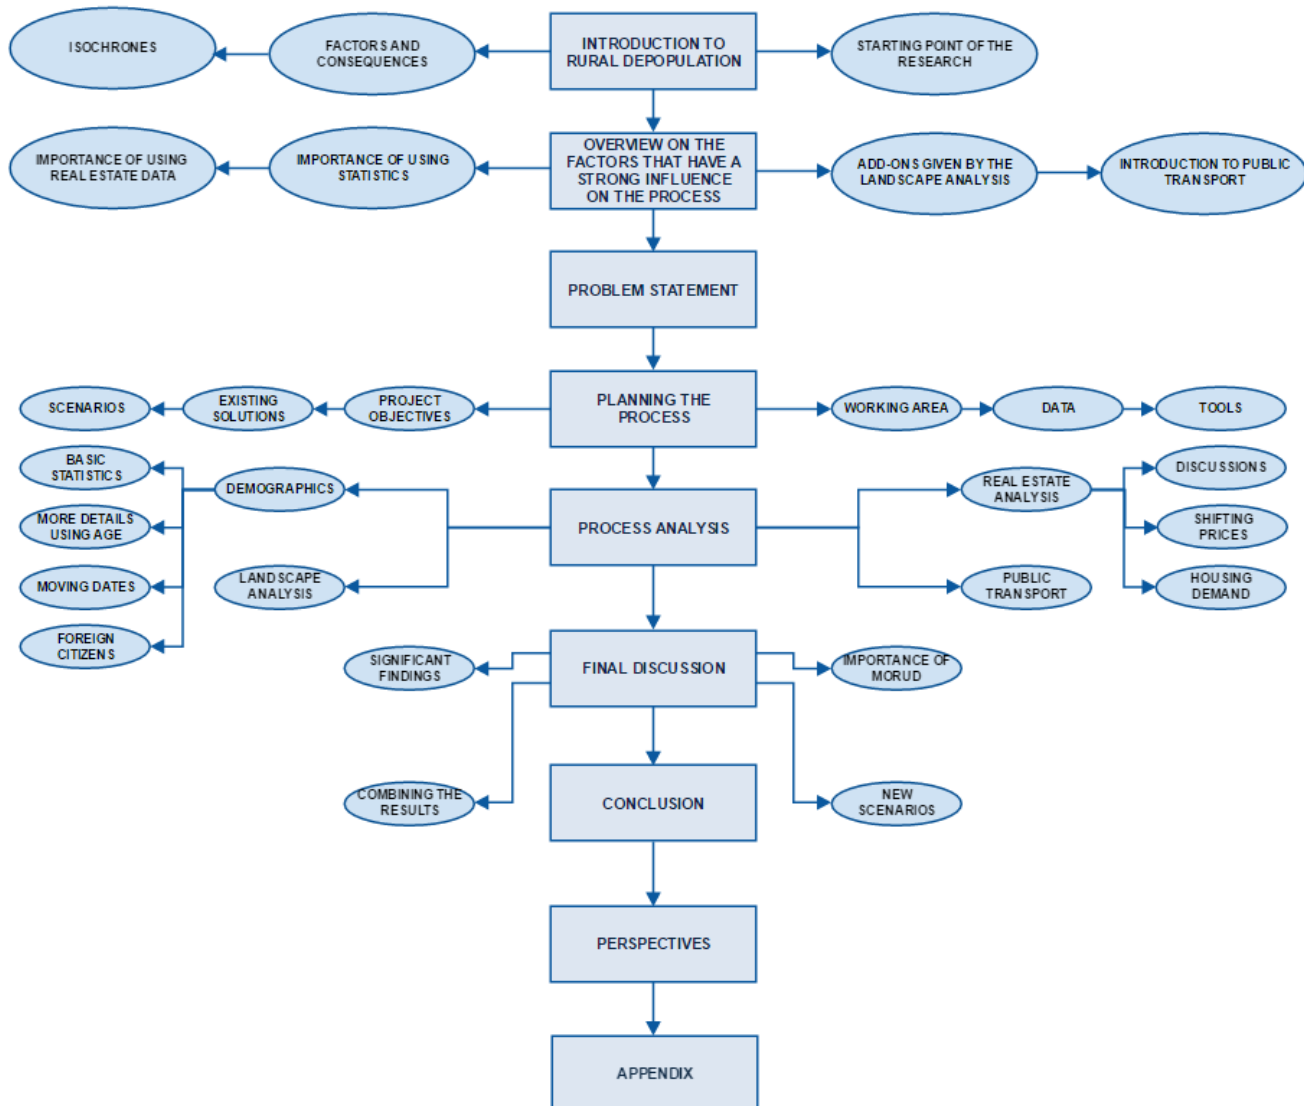 ISOCHRONES
FACTORS AND
CONSEQUENCES
INTRODUCTION TO
RURAL DEPOPULATION
STARTING POINT OF THE
RESEARCH
IMPORTANCE OF USING
REAL ESTATE DATA
IMPORTANCE OF USING
STATISTICS
OVERVIEW ON THE
FACTORS THAT HAVE A
STRONG INFLUENCE
ON THE PROCESS
ADD-ONS GIVEN BY THE
LANDSCAPE ANALYSIS
INTRODUCTION TO PUBLIC
TRANSPORT
PROBLEM STATEMENT
SCENARIOS
EXISTING
SOLUTIONS
PROJECT
OBJECTIVES
PLANNING THE
PROCESS
WORKING AREA
DATA
TOOLS
BASIC
STATISTICS
MORE DETAILS
USING AGE
MOVING DATES
FOREIGN
CITIZENS
DEMOGRAPHICS
LANDSCAPE
ANALYSIS
PROCESS ANALYSIS
REAL ESTATE
ANALYSIS
PUBLIC
TRANSPORT
DISCUSSIONS
SHIFTING
PRICES
HOUSING
DEMAND
SIGNIFICANT
FINDINGS
FINAL DISCUSSION
IMPORTANCE OF
MORUD
COMBINING THE
RESULTS
CONCLUSION
NEW
SCENARIOS
PERSPECTIVES
APPENDIX